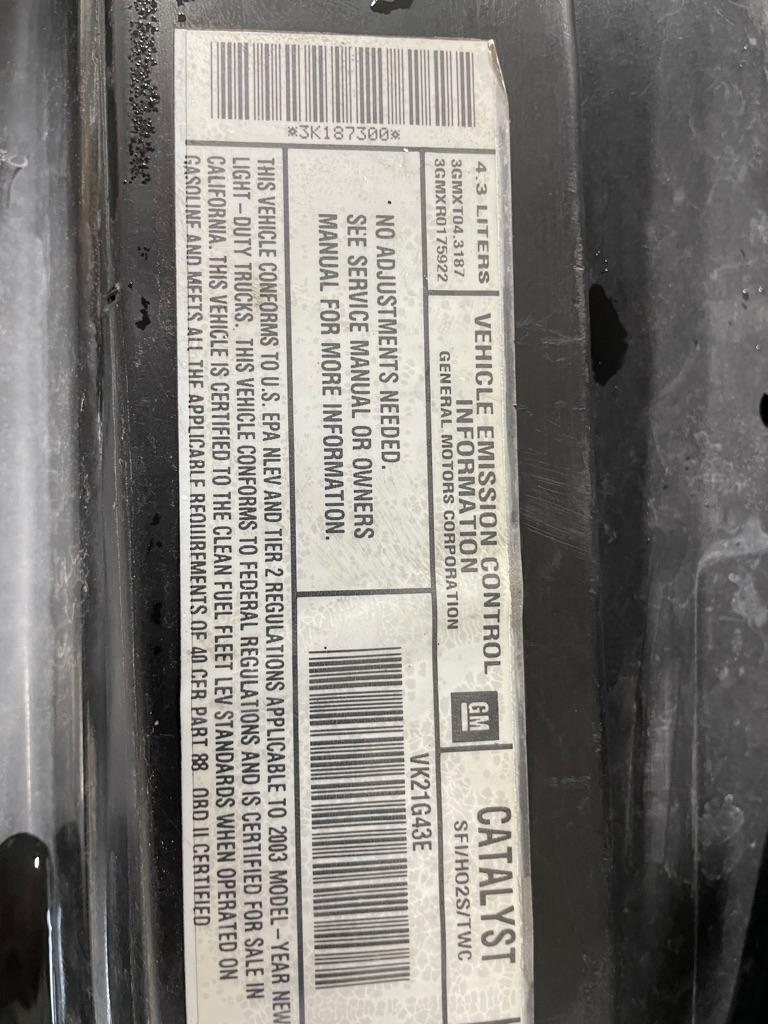 *3K187300*
4.3 LITERS
3GMXT04.3187
3GMXR0175922
VEHICLE EMISSION CONTROL
INFORMATION
GENERAL MOTORS CORPORATION
GM
CATALYST
SFI/HO2S/TWC
NO ADJUSTMENTS NEEDED.
SEE SERVICE MANUAL OR OWNERS
MANUAL FOR MORE INFORMATION.
VK21G43E
THIS VEHICLE CONFORMS TO U.S. EPA NLEV AND TIER 2 REGULATIONS APPLICABLE TO 2003 MODEL-YEAR NEW
LIGHT-DUTY TRUCKS. THIS VEHICLE CONFORMS TO FEDERAL REGULATIONS AND IS CERTIFIED FOR SALE IN
CALIFORNIA. THIS VEHICLE IS CERTIFIED TO THE CLEAN FUEL FLEET LEV STANDARDS WHEN OPERATED ON
GASOLINE AND MEETS ALL THE APPLICABLE REQUIREMENTS OF 40 CFR PART 88. OBD II CERTIFIED